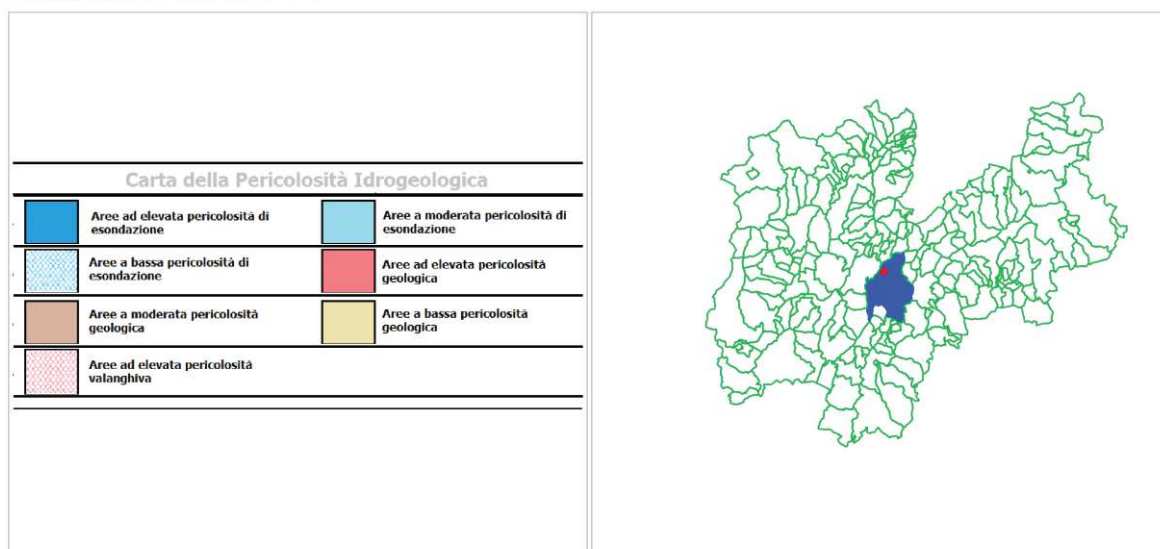 Carta della Pericolosità Idrogeologica
Aree ad elevata pericolosità di
esondazione
Aree a moderata pericolosità di
esondazione
Aree a bassa pericolosità di
esondazione
Aree ad elevata pericolosità
geologica
Aree a moderata pericolosità
geologica
Aree a bassa pericolosità
geologica
Aree ad elevata pericolosità
valanghiva